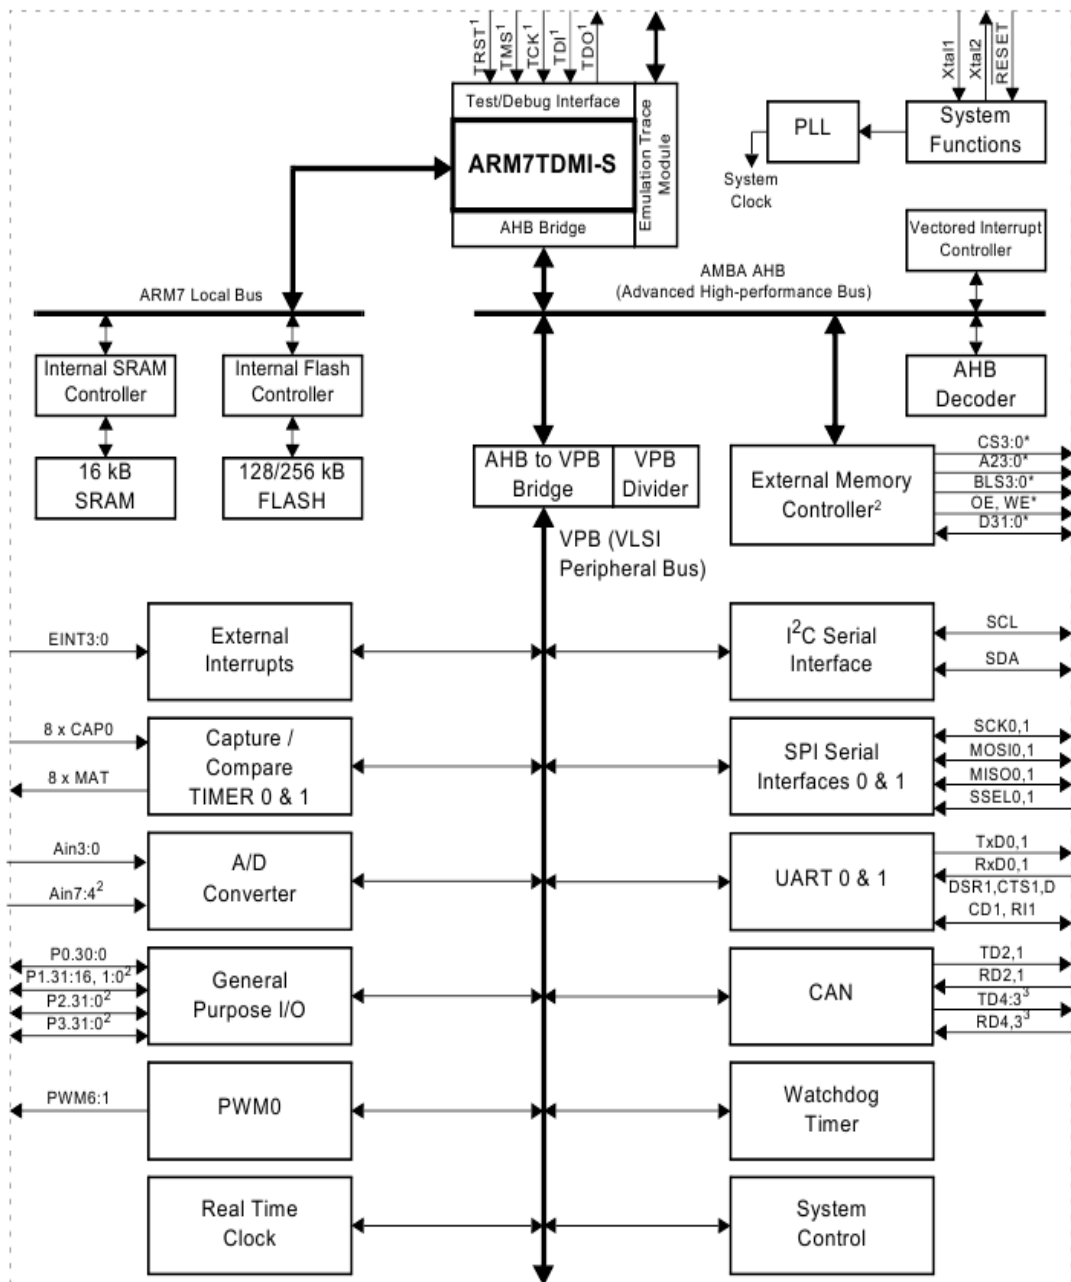 TRST1
TMS1
TCK1
TDI1
TDO1
Xtal1
Xtal2
RESET
Test/Debug Interface
ARM7TDMI-S
AHB Bridge
Emulation Trace
Module
PLL
System
Functions
System
Clock
Vectored Interrupt
Controller
ARM7 Local Bus
AMBA AHB
(Advanced High-performance Bus)
Internal SRAM
Controller
Internal Flash
Controller
AHB
Decoder
16 kB
SRAM
128/256 kB
FLASH
AHB to VPB
Bridge
VPB
Divider
External Memory
Controller2
CS3:0*
A23:0*
BLS3:0*
OE, WE*
D31:0*
VPB (VLSI
Peripheral Bus)
EINT3:0
External
Interrupts
I2C Serial
Interface
SCL
SDA
8 x CAP0
8 x MAT
Capture /
Compare
TIMER 0 & 1
SPI Serial
Interfaces 0 & 1
SCK0,1
MOSI0,1
MISO0,1
SSEL0,1
Ain3:0
Ain7:42
A/D
Converter
UART 0 & 1
TxD0,1
RxD0,1
DSR1,CTS1,D
CD1, RI1
P0.30:0
P1.31:16, 1:02
P2.31:02
P3.31:02
General
Purpose I/O
CAN
TD2,1
RD2,1
TD4:33
RD4,33
PWM6:1
PWM0
Watchdog
Timer
Real Time
Clock
System
Control